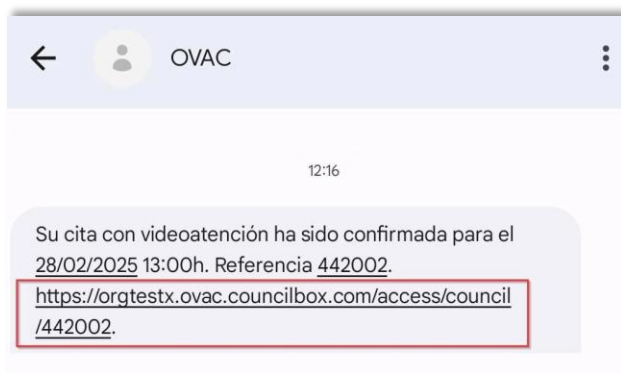 OVAC
12:16
Su cita con videoatención ha sido confirmada para el
28/02/2025 13:00h. Referencia 442002.
https://orgtestx.ovac.councilbox.com/access/council
/442002.